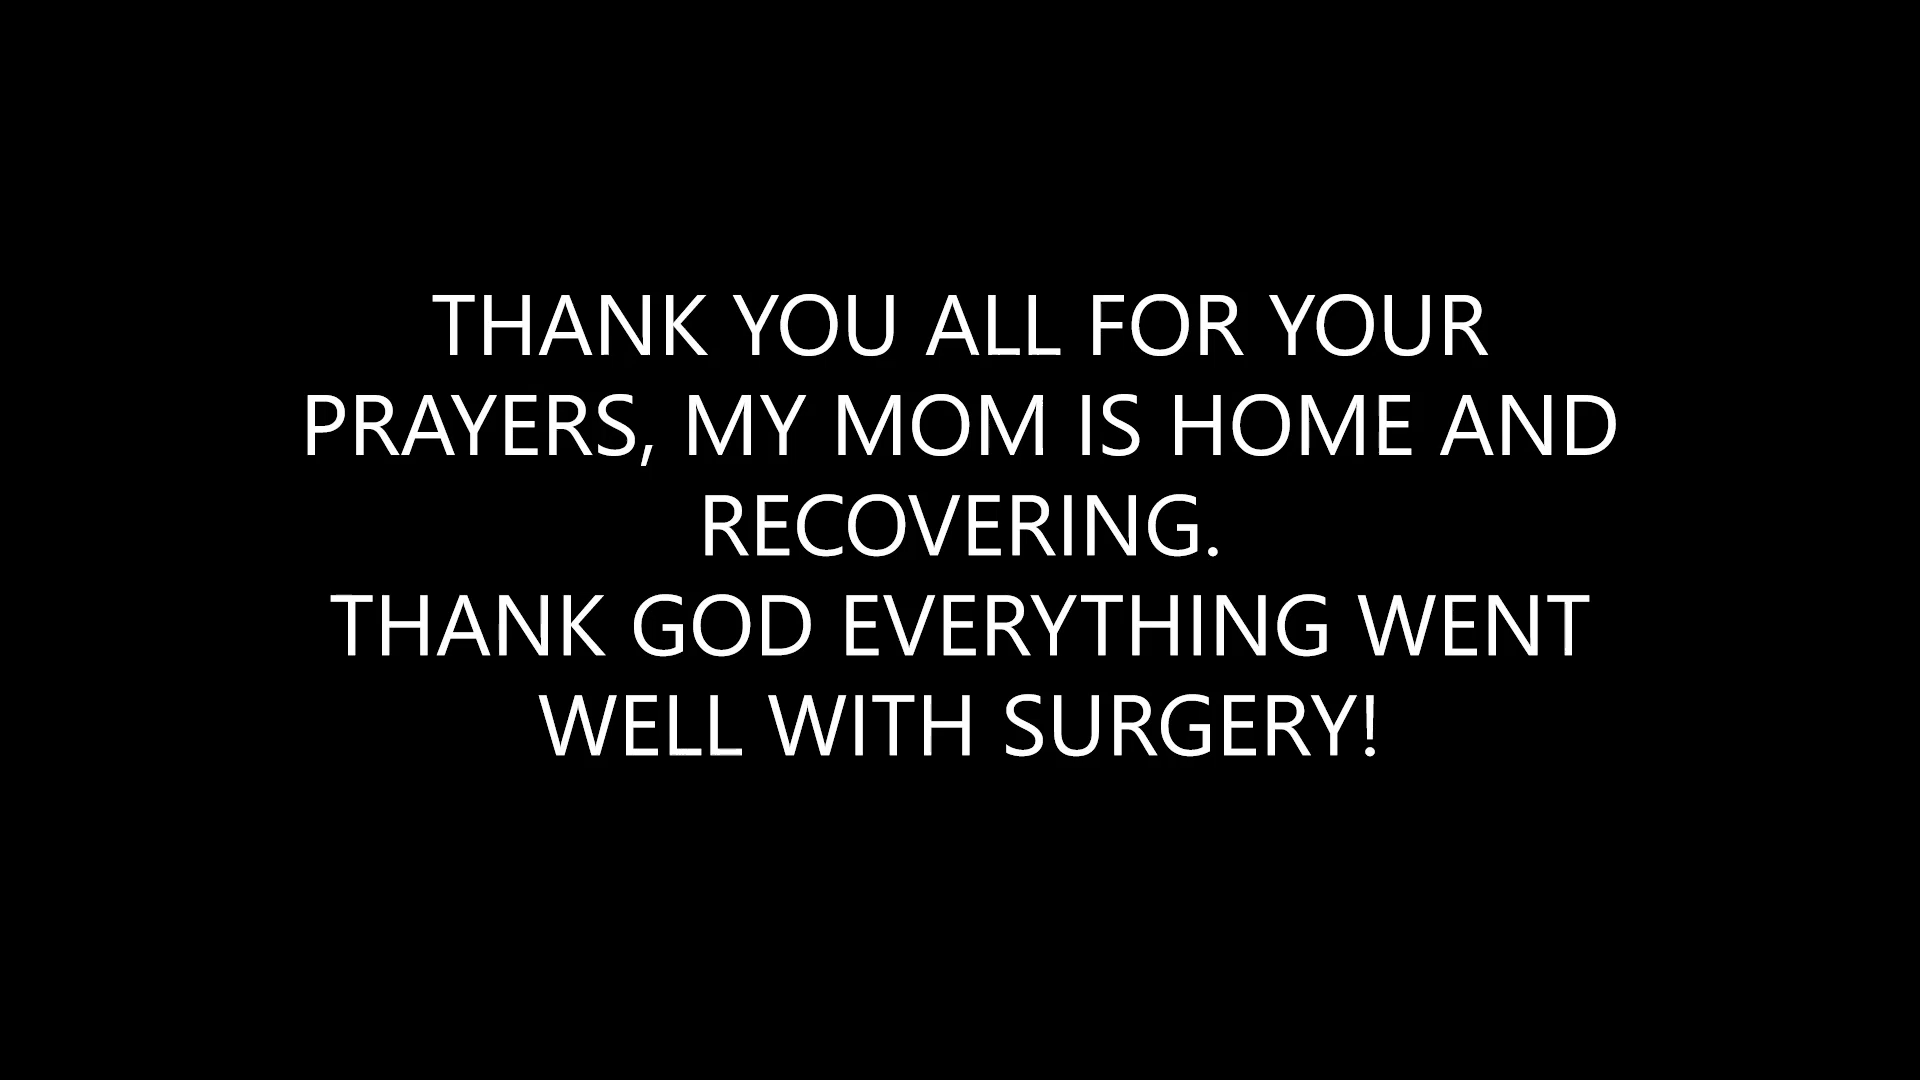 THANK YOU ALL FOR YOUR
PRAYERS, MY MOM IS HOME AND
RECOVERING.
THANK GOD EVERYTHING WENT
WELL WITH SURGERY!